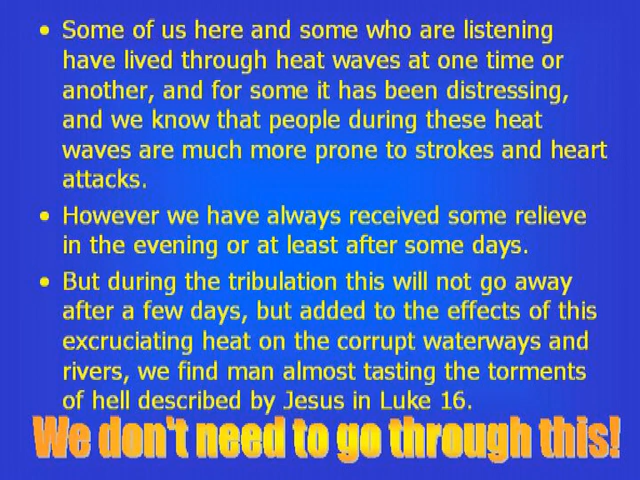 • Some of us here and some who are listening
have lived through heat waves at one time or
another, and for some it has been distressing,
and we know that people during these heat
waves are much more prone to strokes and heart
attacks.
• However we have always received some relieve
in the evening or at least after some days.
• But during the tribulation this will not go away
after a few days, but added to the effects of this
excruciating heat on the corrupt waterways and
rivers, we find man almost tasting the torments
of hell described by Jesus in Luke 16.
We don't need to go through this!